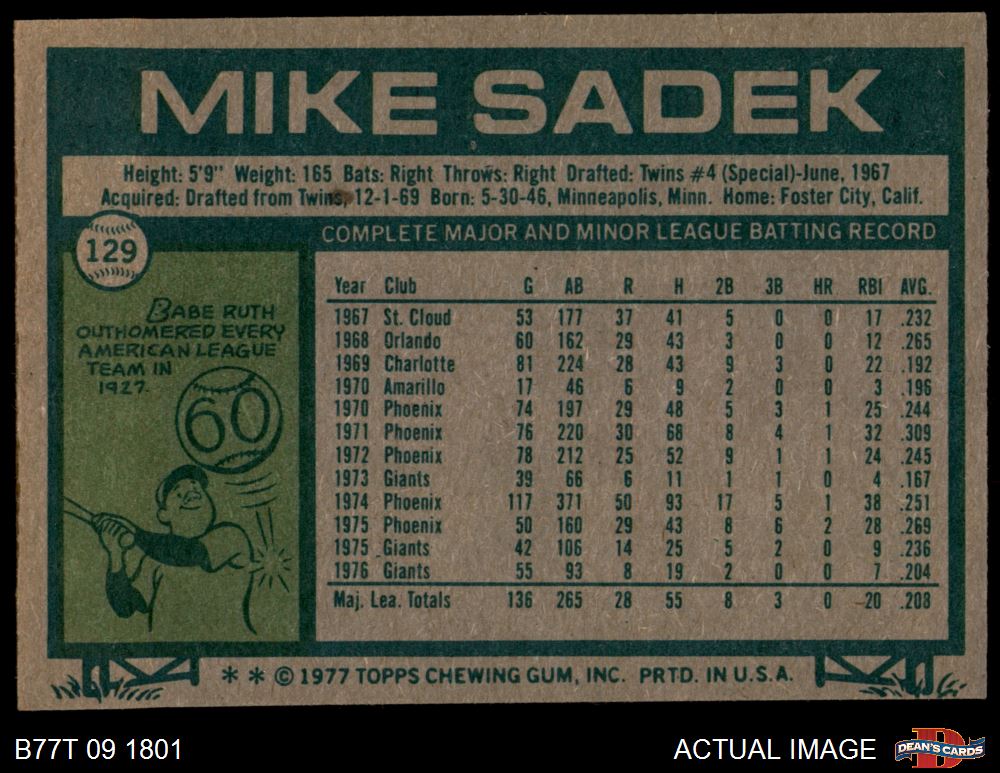 MIKE SADEK
Height: 5'9" Weight: 165 Bats: Right Throws: Right Drafted: Twins #4 (Special)-June, 1967
Acquired: Drafted from Twins, 12-1-69 Born: 5-30-46, Minneapolis, Minn. Home: Foster City, Calif.
129
COMPLETE MAJOR AND MINOR LEAGUE BATTING RECORD
BABE RUTH
OUTHOMERED EVERY
AMERICAN LEAGUE
TEAM IN
1927.
60
Year Club G AB R H 2B 3B HR RBI AVG.
1967 St. Cloud 53 177 37 41 5 0 0 17 .232
1968 Orlando 60 162 29 43 3 0 0 12 .265
1969 Charlotte 81 224 28 43 9 3 0 22 .192
1970 Amarillo 17 46 6 9 2 0 0 3 .196
1970 Phoenix 74 197 29 48 5 3 1 25 .244
1971 Phoenix 76 220 30 68 8 4 1 32 .309
1972 Phoenix 78 212 25 52 9 1 1 24 .245
1973 Giants 39 66 6 11 1 1 0 4 .167
1974 Phoenix 117 371 50 93 17 5 1 38 .251
1975 Phoenix 50 160 29 43 8 6 2 28 .269
1975 Giants 42 106 14 25 5 2 0 9 .236
1976 Giants 55 93 8 19 2 0 0 7 .204
Maj. Lea. Totals 136 265 28 55 8 3 0 20 .208
* * © 1977 TOPPS CHEWING GUM, INC. PRTD. IN U.S.A.
B77T 09 1801
ACTUAL IMAGE
D
DEAN'S CARDS